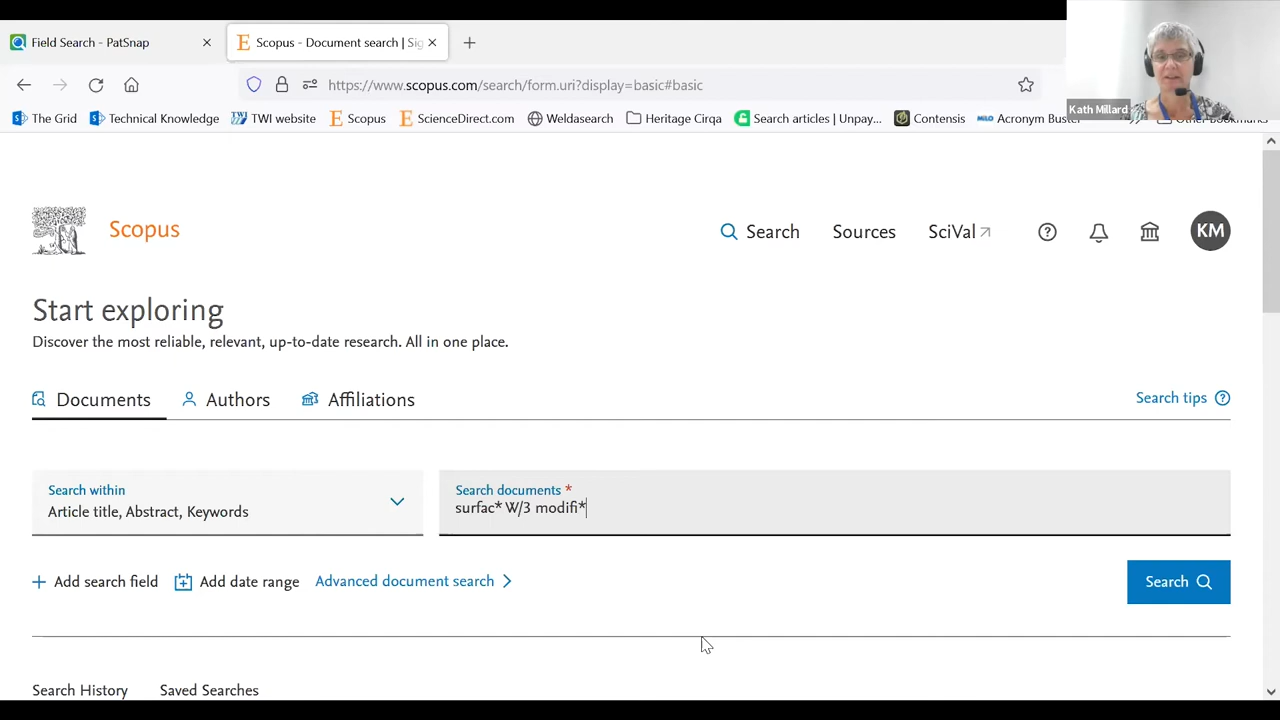 Field Search - PatSnap
Scopus - Document search | Sig
https://www.scopus.com/search/form.uri?display=basic#basic
Kath Millard
The Grid
Technical Knowledge
TWI website
Scopus
ScienceDirect.com
Weldasearch
Heritage Cirqa
Search articles | Unpay...
Contensis
MILO Acronym Buster
Other Bookmarks
Scopus
Search
Sources
SciVal
KM
Start exploring
Discover the most reliable, relevant, up-to-date research. All in one place.
Documents
Authors
Affiliations
Search tips
Search within
Article title, Abstract, Keywords
Search documents *
surfac* W/3 modifi*
Add search field
Add date range
Advanced document search
Search
Search History
Saved Searches